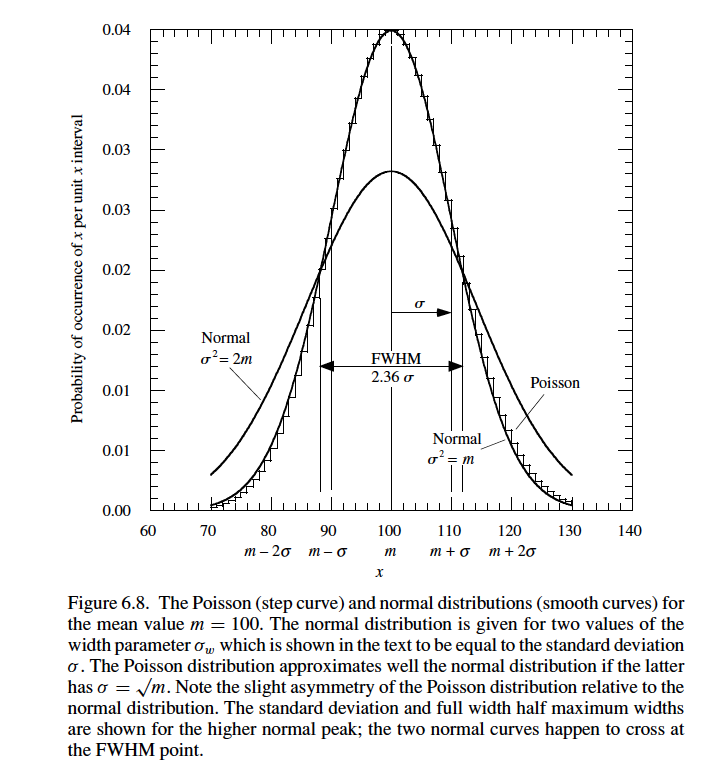 Probability of occurrence of x per unit x interval
0.04
0.04
0.03
0.03
0.02
0.02
0.01
0.01
0.00
σ
Normal
σ² = 2m
FWHM
2.36 σ
Poisson
Normal
σ² = m
60 70 80 90 100 110 120 130 140
m – 2σ m – σ m m + σ m + 2σ
x
Figure 6.8. The Poisson (step curve) and normal distributions (smooth curves) for
the mean value m = 100. The normal distribution is given for two values of the
width parameter σw which is shown in the text to be equal to the standard deviation
σ. The Poisson distribution approximates well the normal distribution if the latter
has σ = √m. Note the slight asymmetry of the Poisson distribution relative to the
normal distribution. The standard deviation and full width half maximum widths
are shown for the higher normal peak; the two normal curves happen to cross at
the FWHM point.